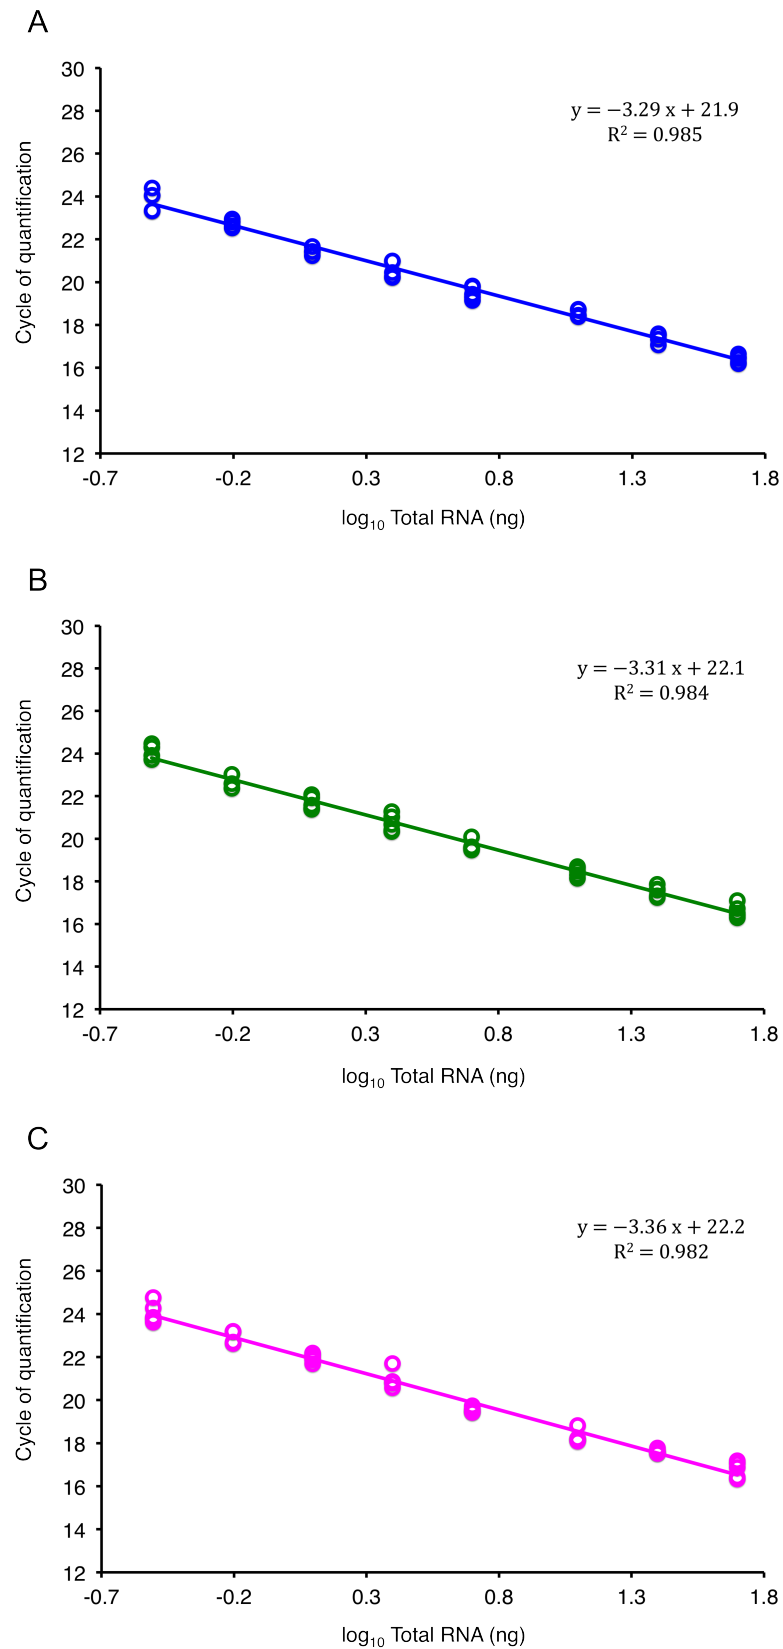 A
30
y = −3.29 x + 21.9
28
R² = 0.985
26
24
22
20
18
16
14
12
Cycle of quantification
-0.7 -0.2 0.3 0.8 1.3 1.8
log₁₀ Total RNA (ng)
B
30
y = −3.31 x + 22.1
28
R² = 0.984
26
24
22
20
18
16
14
12
Cycle of quantification
-0.7 -0.2 0.3 0.8 1.3 1.8
log₁₀ Total RNA (ng)
C
30
y = −3.36 x + 22.2
28
R² = 0.982
26
24
22
20
18
16
14
12
Cycle of quantification
-0.7 -0.2 0.3 0.8 1.3 1.8
log₁₀ Total RNA (ng)